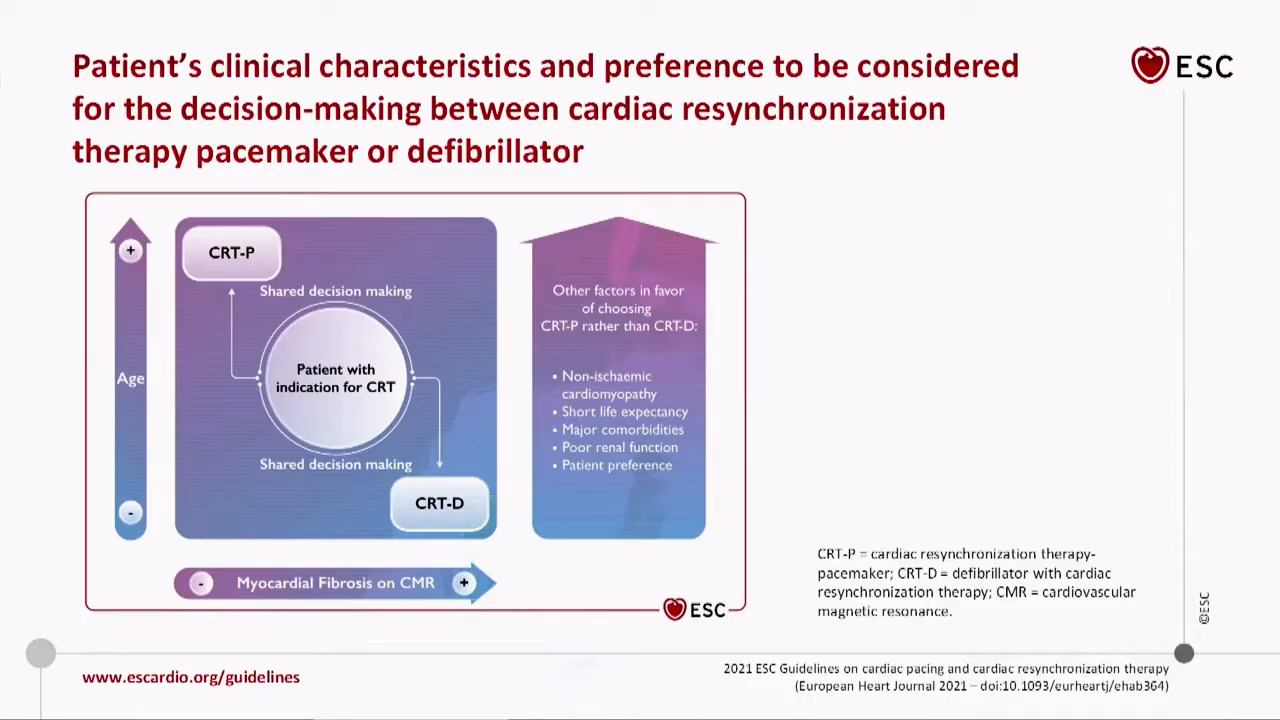 Patient's clinical characteristics and preference to be considered
for the decision-making between cardiac resynchronization
therapy pacemaker or defibrillator
ESC
+
Age
-
CRT-P
Shared decision making
Patient with
indication for CRT
Shared decision making
CRT-D
- Myocardial Fibrosis on CMR +
Other factors in favor
of choosing
CRT-P rather than CRT-D:
• Non-ischaemic
cardiomyopathy
• Short life expectancy
• Major comorbidities
• Poor renal function
• Patient preference
ESC
CRT-P = cardiac resynchronization therapy-
pacemaker; CRT-D = defibrillator with cardiac
resynchronization therapy; CMR = cardiovascular
magnetic resonance.
©ESC
www.escardio.org/guidelines
2021 ESC Guidelines on cardiac pacing and cardiac resynchronization therapy
(European Heart Journal 2021 – doi:10.1093/eurheartj/ehab364)